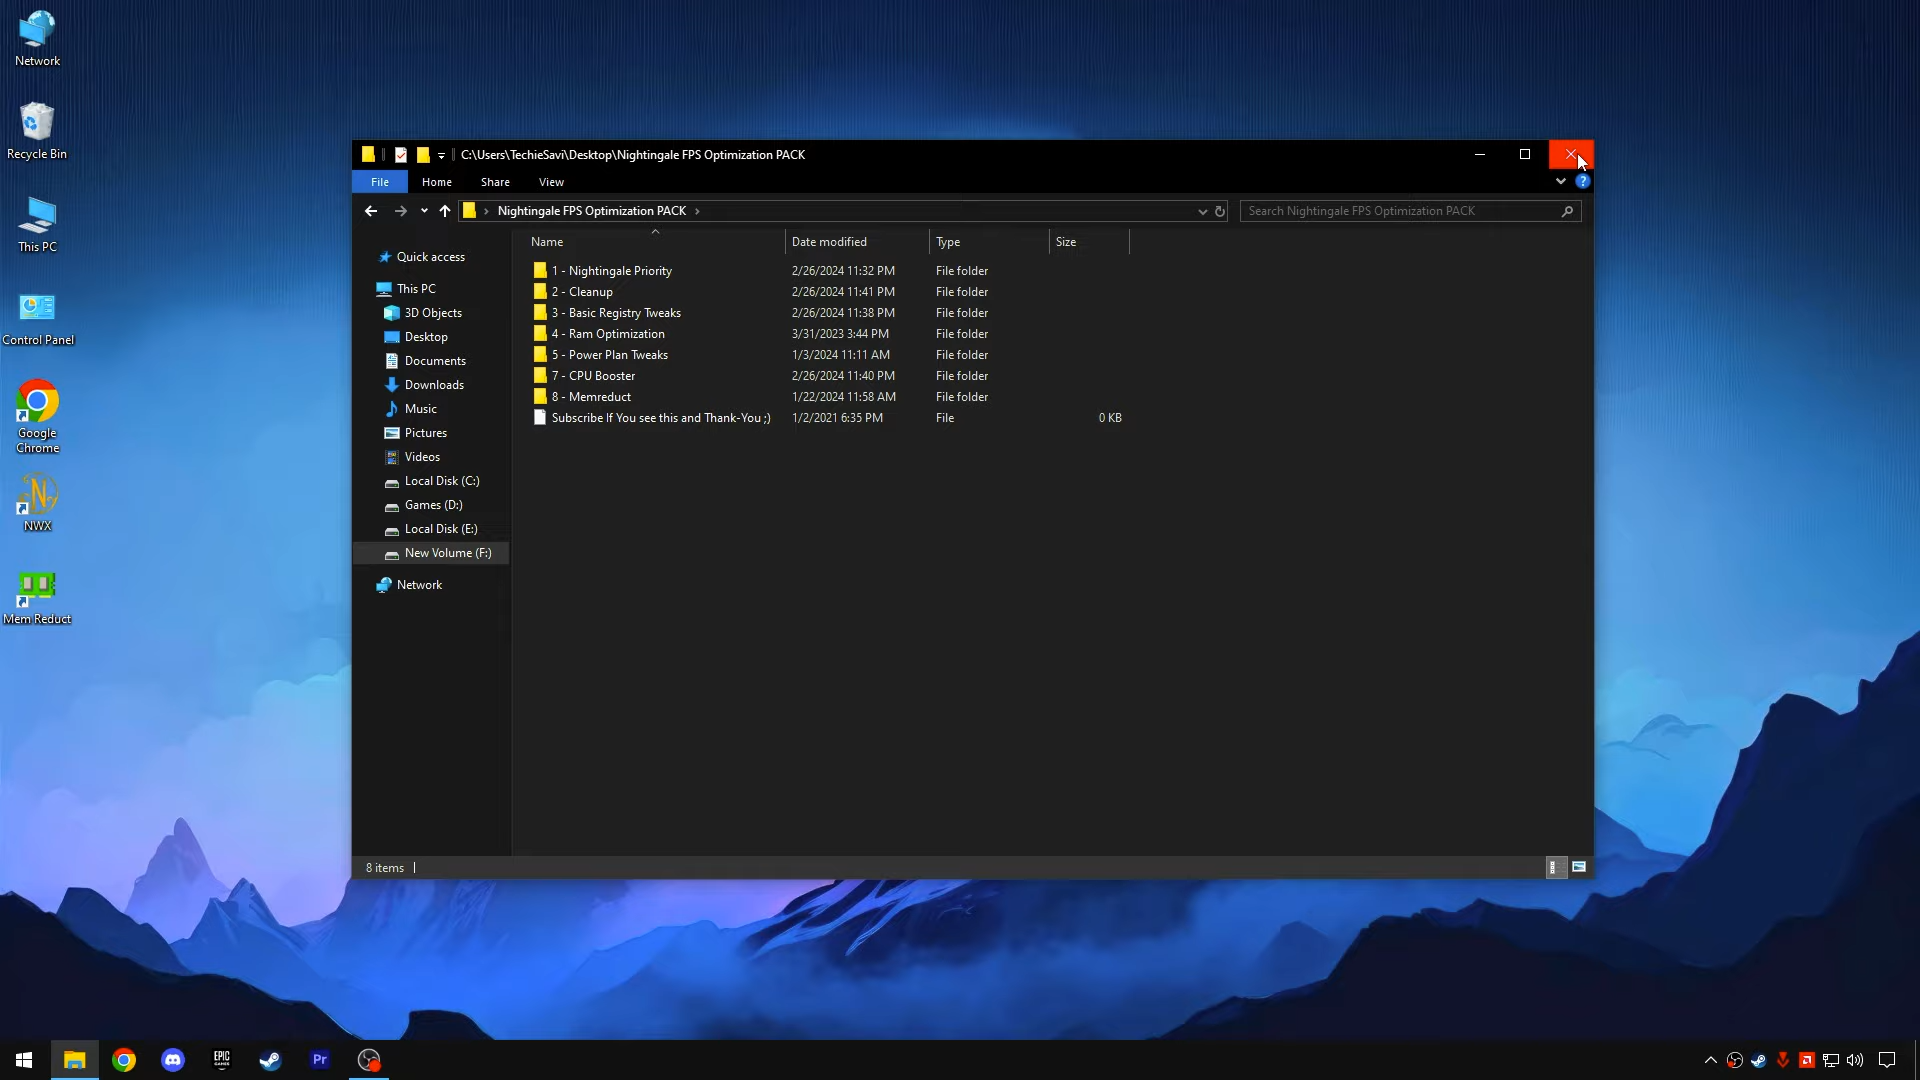 Network
Recycle Bin
This PC
Control Panel
Google
Chrome
NWX
Mem Reduct
C:\Users\TechieSavi\Desktop\Nightingale FPS Optimization PACK
File Home Share View
Nightingale FPS Optimization PACK
Search Nightingale FPS Optimization PACK
Quick access
This PC
3D Objects
Desktop
Documents
Downloads
Music
Pictures
Videos
Local Disk (C:)
Games (D:)
Local Disk (E:)
New Volume (F:)
Network
Name Date modified Type Size
1 - Nightingale Priority 2/26/2024 11:32 PM File folder
2 - Cleanup 2/26/2024 11:41 PM File folder
3 - Basic Registry Tweaks 2/26/2024 11:38 PM File folder
4 - Ram Optimization 3/31/2023 3:44 PM File folder
5 - Power Plan Tweaks 1/3/2024 11:11 AM File folder
7 - CPU Booster 2/26/2024 11:40 PM File folder
8 - Memreduct 1/22/2024 11:58 AM File folder
Subscribe If You see this and Thank-You ;) 1/2/2021 6:35 PM File 0 KB
8 items
EPIC
GAMES
Pr